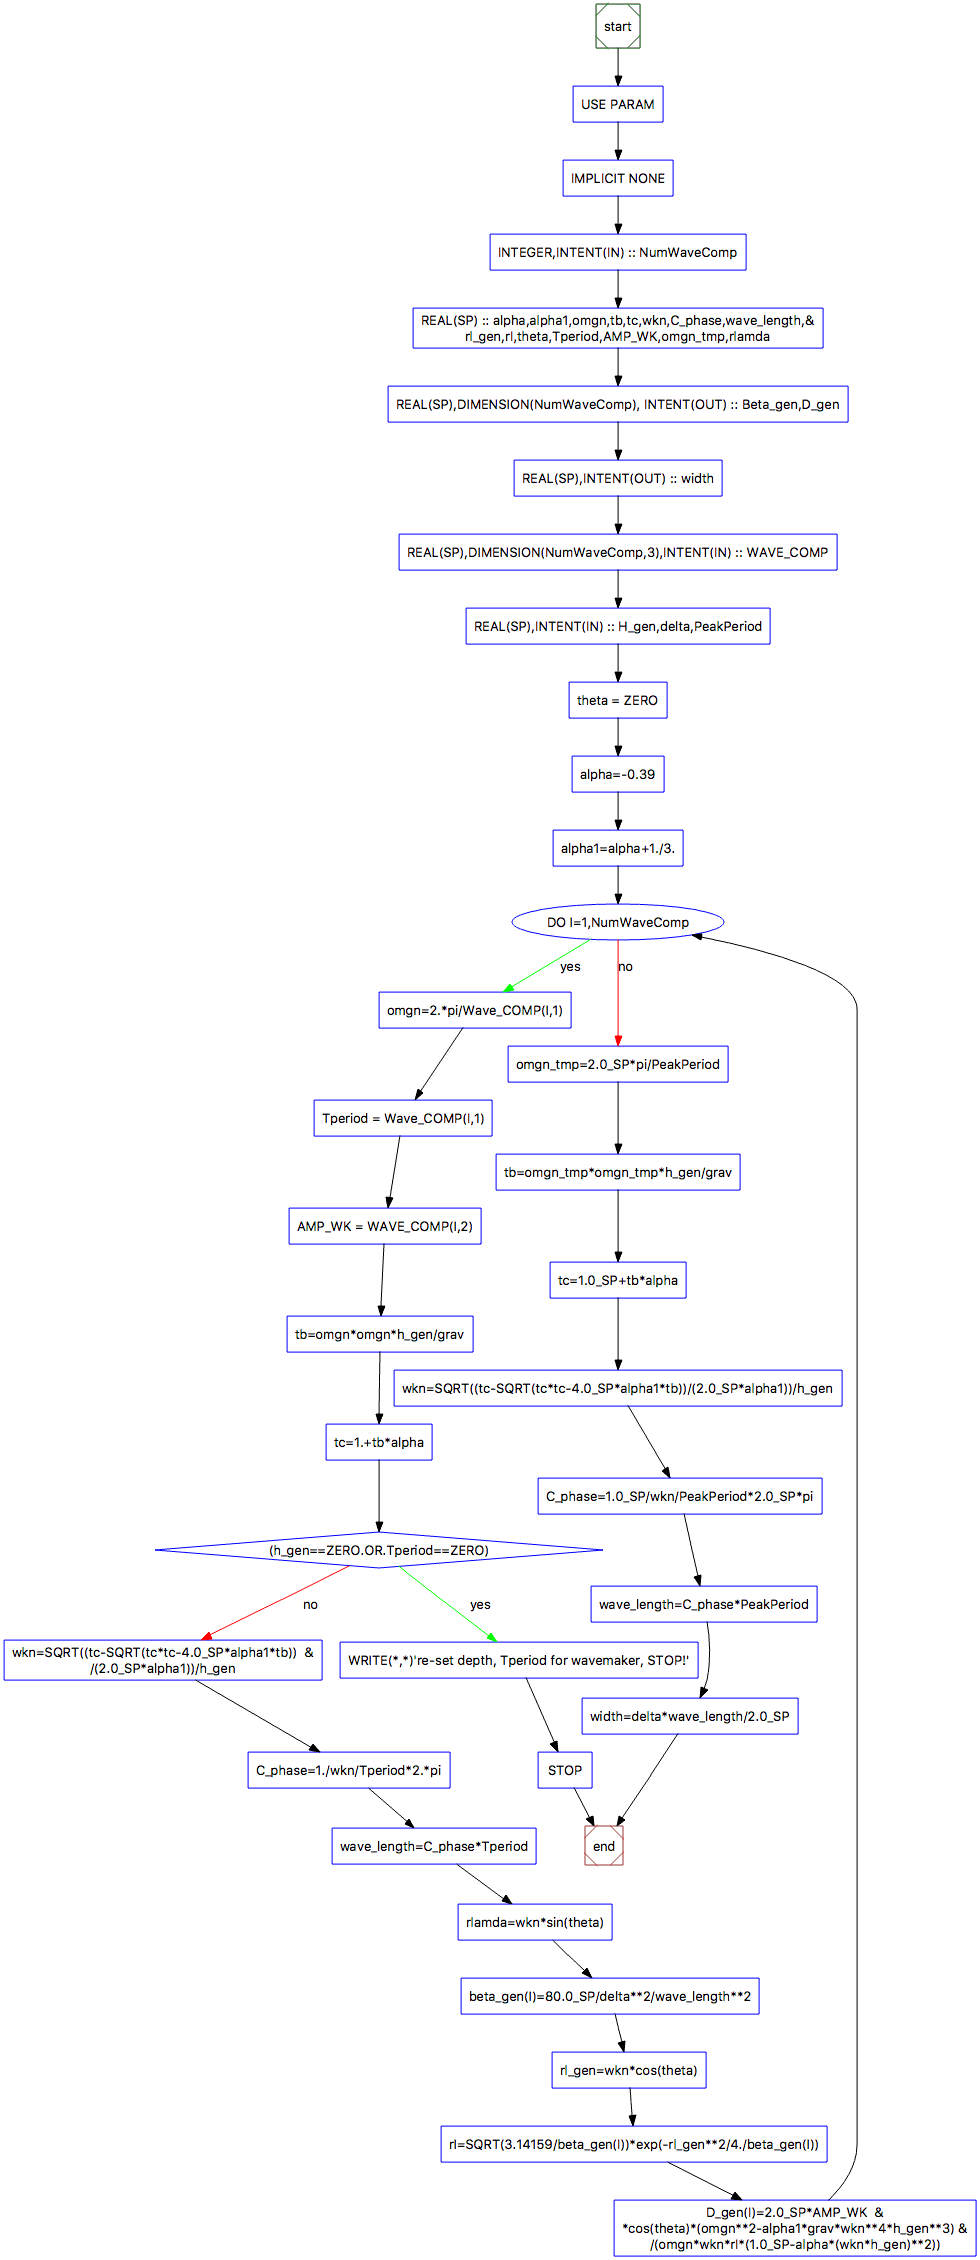 start
USE PARAM
IMPLICIT NONE
INTEGER,INTENT(IN) :: NumWaveComp
REAL(SP) :: alpha,alpha1,omgn,tb,tc,wkn,C_phase,wave_length,&
rl_gen,rl,theta,Tperiod,AMP_WK,omgn_tmp,rlamda
REAL(SP),DIMENSION(NumWaveComp), INTENT(OUT) :: Beta_gen,D_gen
REAL(SP),INTENT(OUT) :: width
REAL(SP),DIMENSION(NumWaveComp,3),INTENT(IN) :: WAVE_COMP
REAL(SP),INTENT(IN) :: H_gen,delta,PeakPeriod
theta = ZERO
alpha=-0.39
alpha1=alpha+1./3.
DO I=1,NumWaveComp
yes
no
omgn=2.*pi/Wave_COMP(I,1)
omgn_tmp=2.0_SP*pi/PeakPeriod
Tperiod = Wave_COMP(I,1)
tb=omgn_tmp*omgn_tmp*h_gen/grav
AMP_WK = WAVE_COMP(I,2)
tc=1.0_SP+tb*alpha
tb=omgn*omgn*h_gen/grav
wkn=SQRT((tc-SQRT(tc*tc-4.0_SP*alpha1*tb))/(2.0_SP*alpha1))/h_gen
tc=1.+tb*alpha
C_phase=1.0_SP/wkn/PeakPeriod*2.0_SP*pi
(h_gen==ZERO.OR.Tperiod==ZERO)
no
yes
wave_length=C_phase*PeakPeriod
wkn=SQRT((tc-SQRT(tc*tc-4.0_SP*alpha1*tb))  &
/(2.0_SP*alpha1))/h_gen
WRITE(*,*)'re-set depth, Tperiod for wavemaker, STOP!'
width=delta*wave_length/2.0_SP
C_phase=1./wkn/Tperiod*2.*pi
STOP
wave_length=C_phase*Tperiod
end
rlamda=wkn*sin(theta)
beta_gen(I)=80.0_SP/delta**2/wave_length**2
rl_gen=wkn*cos(theta)
rI=SQRT(3.14159/beta_gen(I))*exp(-rl_gen**2/4./beta_gen(I))
D_gen(I)=2.0_SP*AMP_WK  &
*cos(theta)*(omgn**2-alpha1*grav*wkn**4*h_gen**3) &
/(omgn*wkn*rI*(1.0_SP-alpha*(wkn*h_gen)**2))